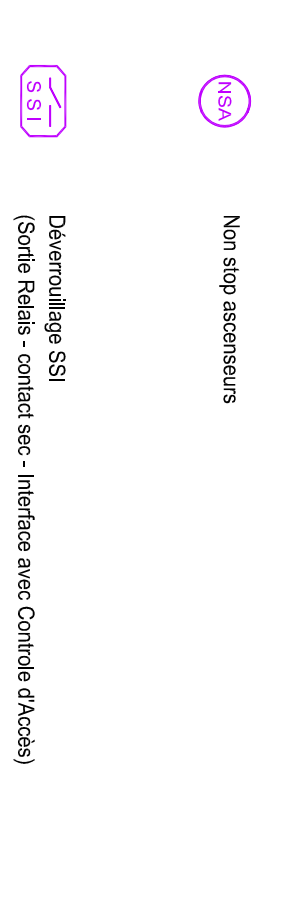 NSA
Non stop ascenseurs
SSI
Déverrouillage SSI
(Sortie Relais - contact sec - Interface avec Controle d'Accès)